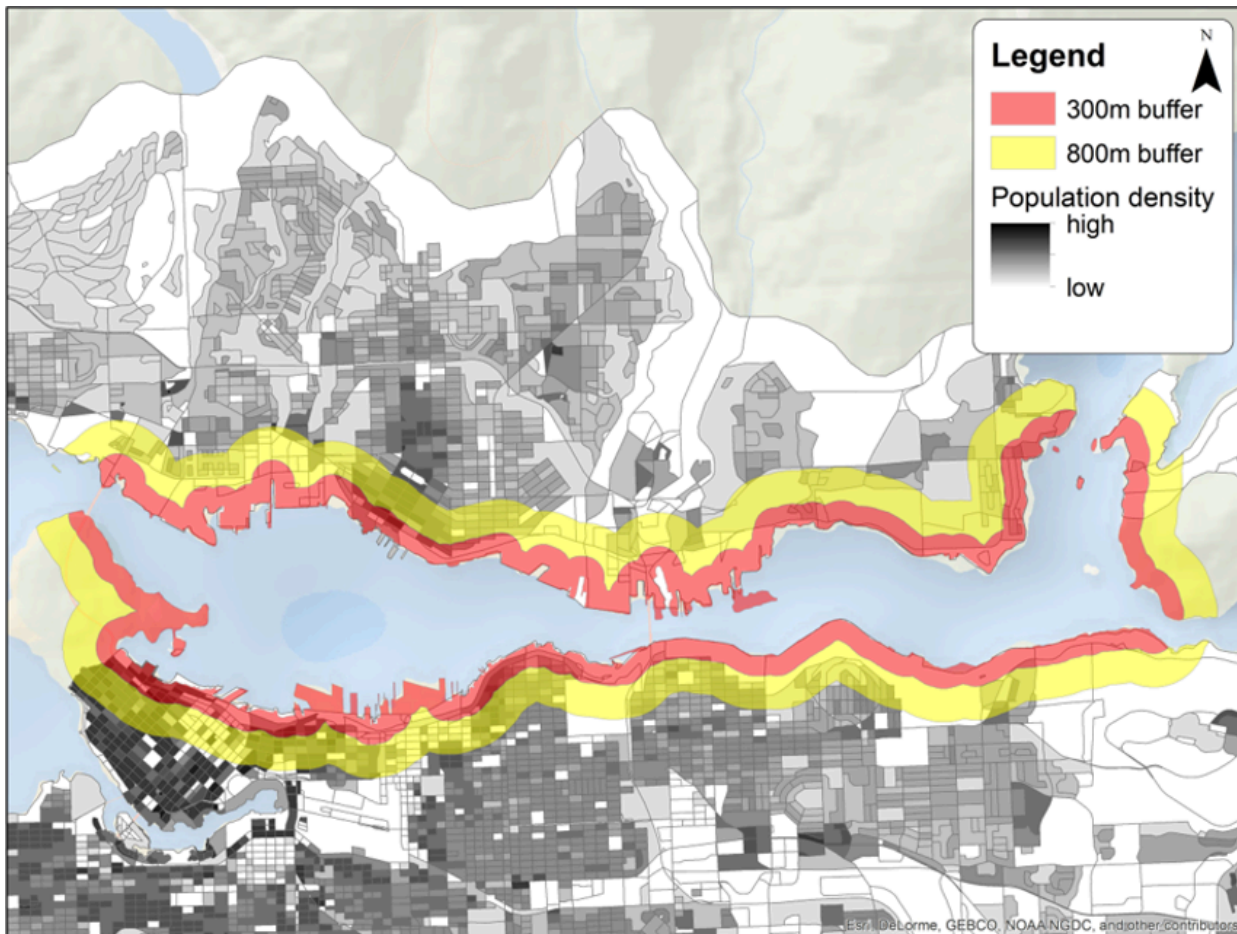 N
Legend
300m buffer
800m buffer
Population density
high
low
Esri, DeLorme, GEBCO, NOAA NGDC, and other contributors